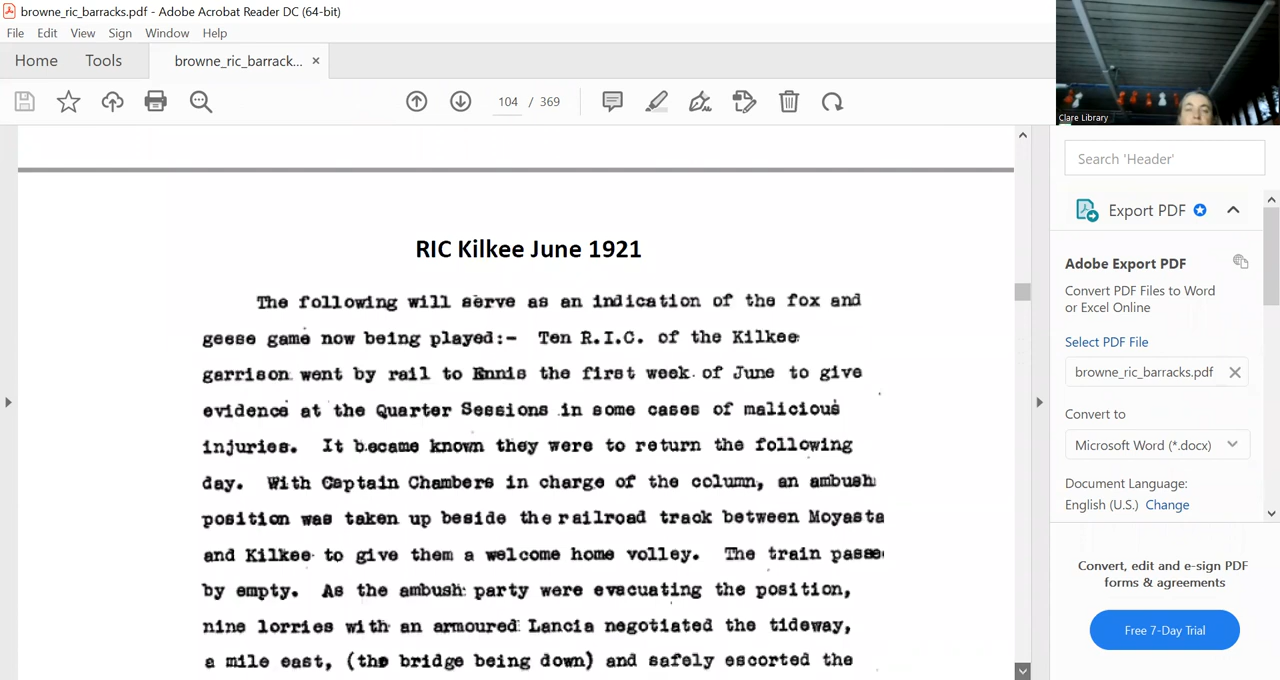 browne_ric_barracks.pdf - Adobe Acrobat Reader DC (64-bit)
File Edit View Sign Window Help
Home Tools browne_ric_barrack... ×
104 / 369
Clare Library
RIC Kilkee June 1921
The following will serve as an indication of the fox and
geese game now being played:- Ten R.I.C. of the Kilkee
garrison went by rail to Ennis the first week of June to give
evidence at the Quarter Sessions in some cases of malicious
injuries. It became known they were to return the following
day. With Captain Chambers in charge of the column, an ambush
position was taken up beside the railroad track between Moyasta
and Kilkee to give them a welcome home volley. The train passe
by empty. As the ambush party were evacuating the position,
nine lorries with an armoured Lancia negotiated the tideway,
a mile east, (the bridge being down) and safely escorted the
Search 'Header'
Export PDF
Adobe Export PDF
Convert PDF Files to Word
or Excel Online
Select PDF File
browne_ric_barracks.pdf
Convert to
Microsoft Word (*.docx)
Document Language:
English (U.S.) Change
Convert, edit and e-sign PDF
forms & agreements
Free 7-Day Trial